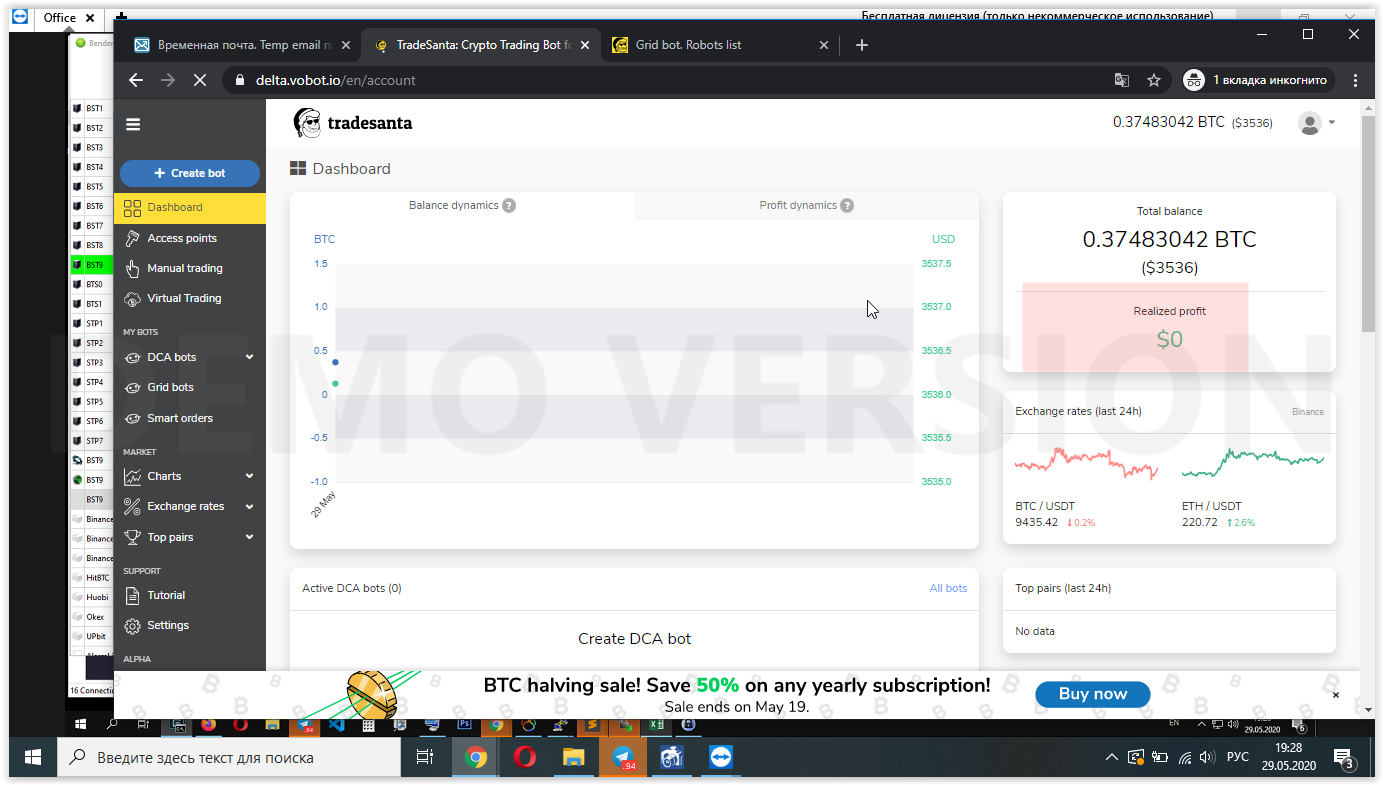 Office
Бесплатная лицензия (только некоммерческое использование)
Временная почта. Temp email п
TradeSanta: Crypto Trading Bot fo
Grid bot. Robots list
delta.vobot.io/en/account
1 вкладка инкогнито
Bender
BST1
BST2
BST3
BST4
BST5
BST6
BST7
BST8
BST9
BTS0
BTS1
STP1
STP2
STP3
STP4
STP5
STP6
STP7
BST9
BST9
BST9
Binance
Binance
Binance
HitBTC
Huobi
Okex
UPbit
16 Connectio
Create bot
Dashboard
Access points
Manual trading
Virtual Trading
MY BOTS
DCA bots
Grid bots
Smart orders
MARKET
Charts
Exchange rates
Top pairs
SUPPORT
Tutorial
Settings
ALPHA
tradesanta
0.37483042 BTC ($3536)
Dashboard
Balance dynamics ?
Profit dynamics ?
BTC
USD
1.5
3537.5
1.0
3537.0
0.5
3536.5
0
3536.0
-0.5
3535.5
-1.0
3535.0
29 May
Total balance
0.37483042 BTC
($3536)
Realized profit
$0
DEMO VERSION
Exchange rates (last 24h)
Binance
BTC / USDT
9435.42 ↓0.2%
ETH / USDT
220.72 ↑2.6%
Active DCA bots (0)
All bots
Create DCA bot
Top pairs (last 24h)
No data
BTC halving sale! Save 50% on any yearly subscription!
Sale ends on May 19.
Buy now
94
EN
29.05.2020
6
Введите здесь текст для поиска
.94
РУС
19:28
29.05.2020
3